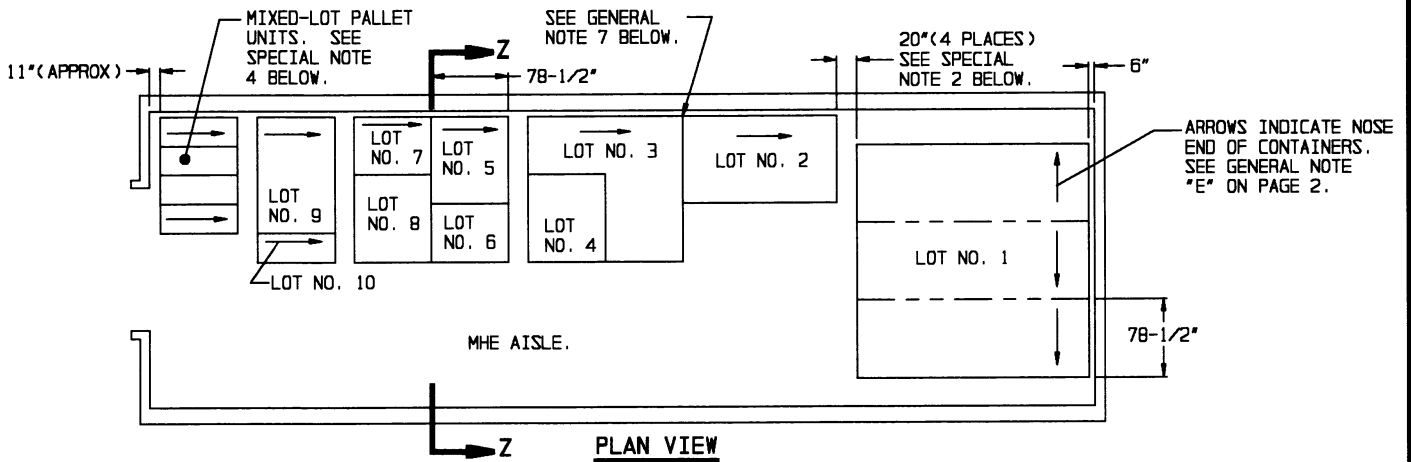 MIXED-LOT PALLET
UNITS. SEE
SPECIAL NOTE
4 BELOW.
SEE GENERAL
NOTE 7 BELOW.
20"(4 PLACES)
SEE SPECIAL
NOTE 2 BELOW.
11"(APPROX)
Z
78-1/2"
6"
ARROWS INDICATE NOSE
END OF CONTAINERS.
SEE GENERAL NOTE
"E" ON PAGE 2.
LOT
NO. 9
LOT NO. 10
LOT
NO. 7
LOT
NO. 8
LOT
NO. 5
LOT
NO. 6
LOT NO. 3
LOT
NO. 4
LOT NO. 2
LOT NO. 1
78-1/2"
MHE AISLE.
Z
PLAN VIEW